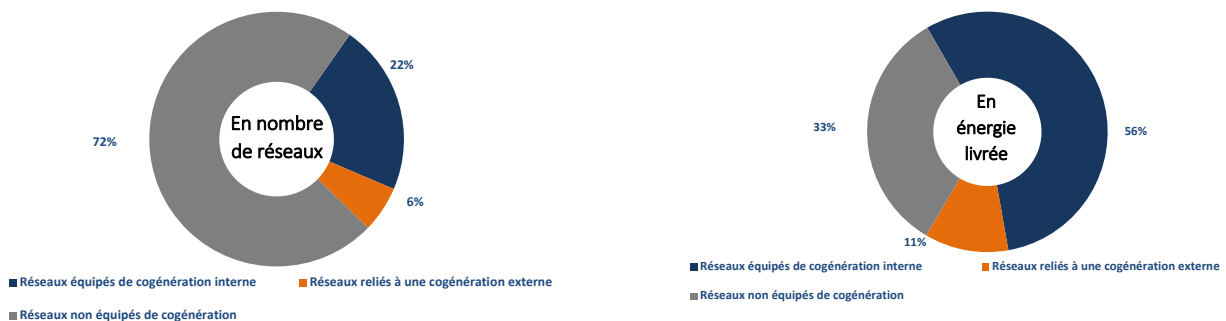 22%
En nombre
de réseaux
72%
6%
Réseaux équipés de cogénération interne
Réseaux reliés à une cogénération externe
Réseaux non équipés de cogénération
En
énergie
livrée
33%
56%
11%
Réseaux équipés de cogénération interne
Réseaux reliés à une cogénération externe
Réseaux non équipés de cogénération